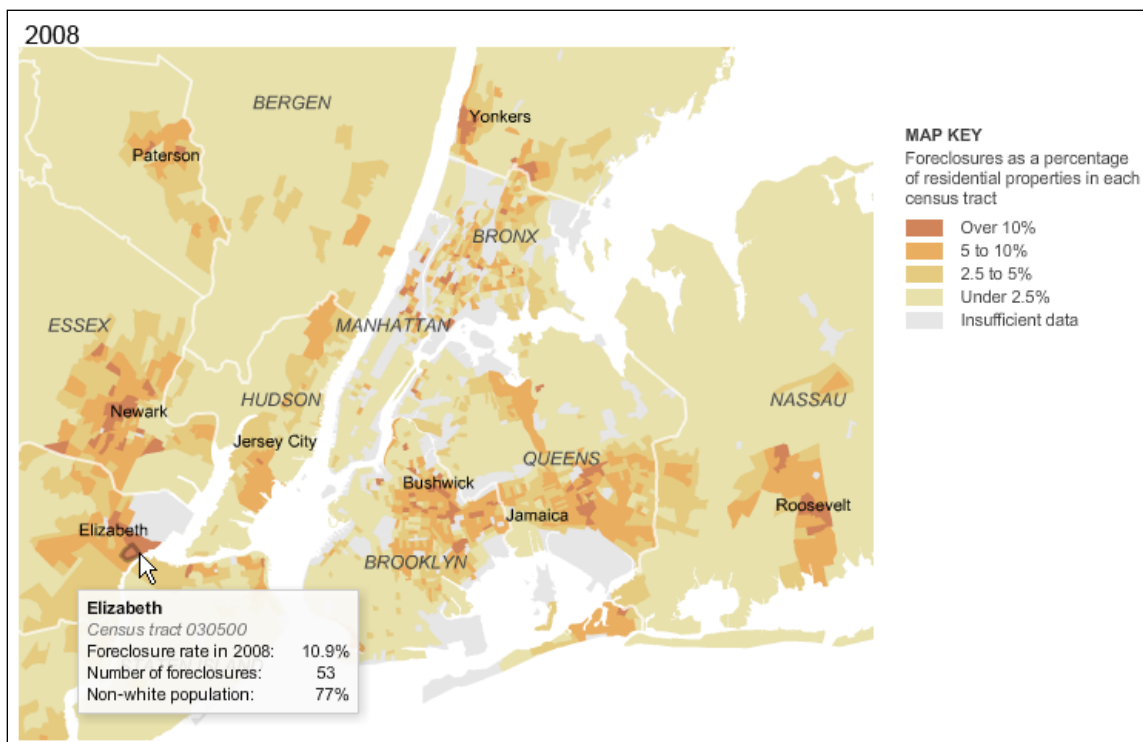 2008
BERGEN
Yonkers
Paterson
BRONX
ESSEX
MANHATTAN
HUDSON
NASSAU
Newark
Jersey City
QUEENS
Bushwick
Roosevelt
Jamaica
Elizabeth
BROOKLYN
STATEN ISLAND
Elizabeth
Census tract 030500
Foreclosure rate in 2008: 10.9%
Number of foreclosures: 53
Non-white population: 77%
MAP KEY
Foreclosures as a percentage
of residential properties in each
census tract
Over 10%
5 to 10%
2.5 to 5%
Under 2.5%
Insufficient data